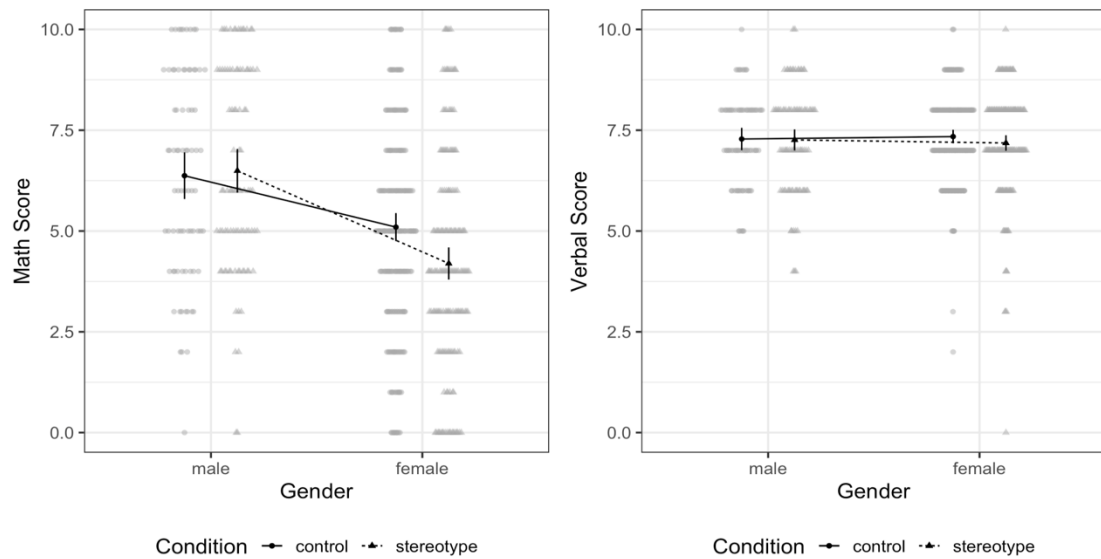 Math Score
10.0
7.5
5.0
2.5
0.0
male female
Gender
Condition control stereotype
Verbal Score
10.0
7.5
5.0
2.5
0.0
male female
Gender
Condition control stereotype